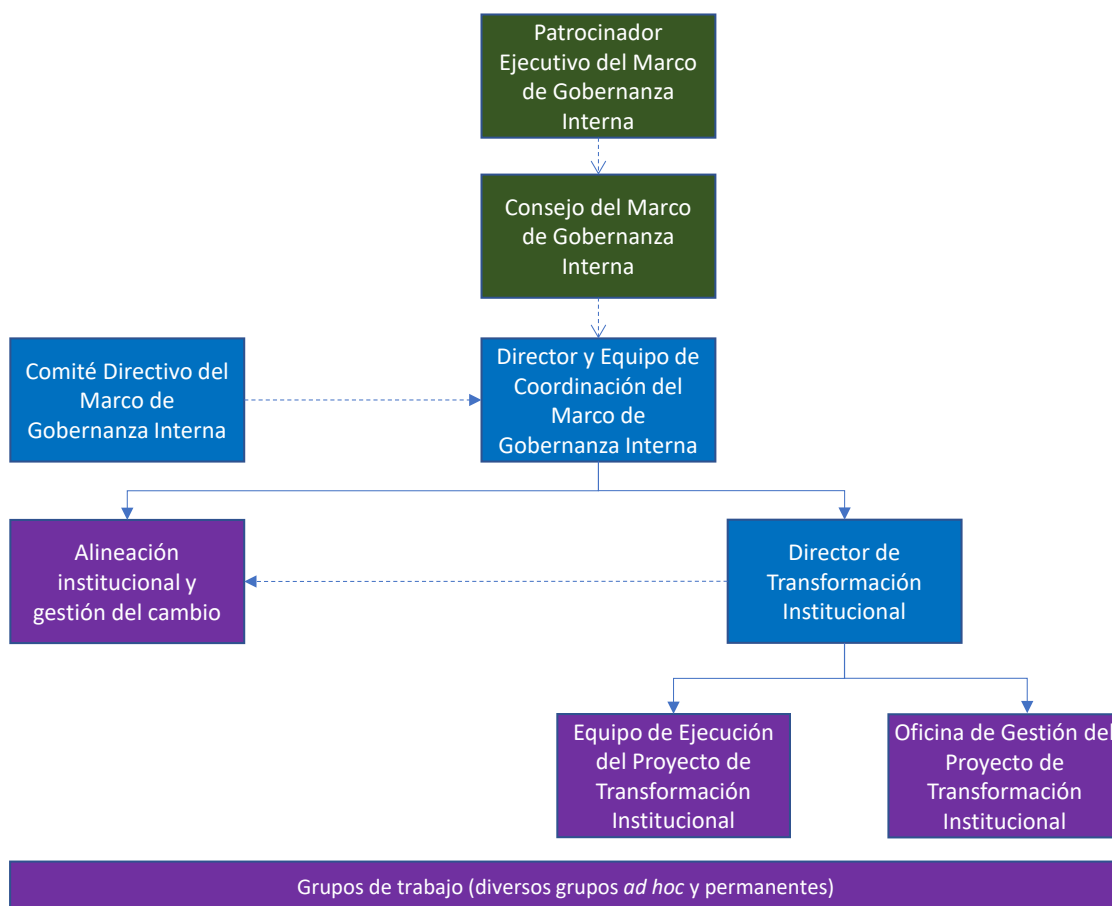 Patrocinador
Ejecutivo del Marco
de Gobernanza
Interna
Consejo del Marco
de Gobernanza
Interna
Comité Directivo del
Marco de
Gobernanza Interna
Director y Equipo de
Coordinación del
Marco de
Gobernanza Interna
Alineación
institucional y
gestión del cambio
Director de
Transformación
Institucional
Equipo de Ejecución
del Proyecto de
Transformación
Institucional
Oficina de Gestión del
Proyecto de
Transformación
Institucional
Grupos de trabajo (diversos grupos ad hoc y permanentes)